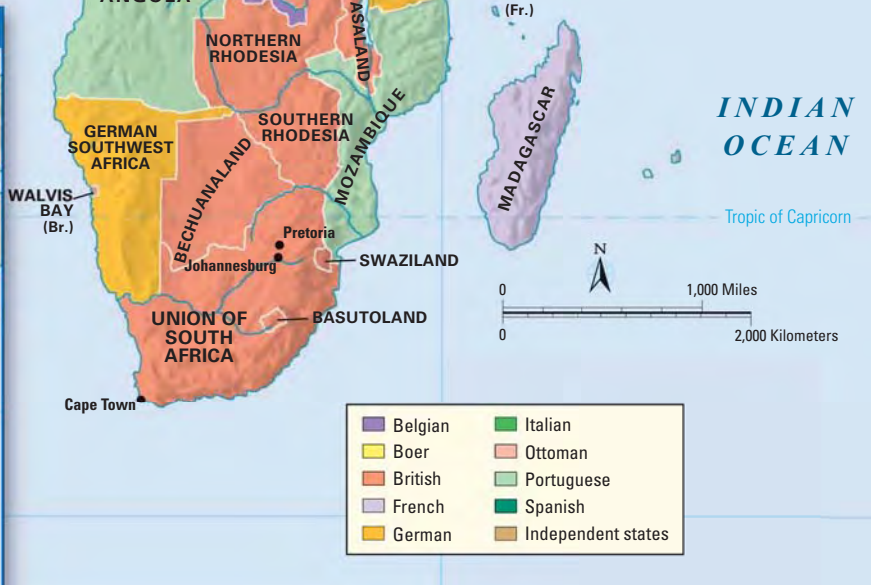 ANGOLA
(Fr.)
NORTHERN
RHODESIA
ASALAND
INDIAN
OCEAN
SOUTHERN
RHODESIA
GERMAN
SOUTHWEST
AFRICA
MOZAMBIQUE
MADAGASCAR
BECHUANALAND
WALVIS
BAY
(Br.)
Tropic of Capricorn
Pretoria
Johannesburg
SWAZILAND
N
0 1,000 Miles
0 2,000 Kilometers
BASUTOLAND
UNION OF
SOUTH
AFRICA
Cape Town
Belgian
Boer
British
French
German
Italian
Ottoman
Portuguese
Spanish
Independent states